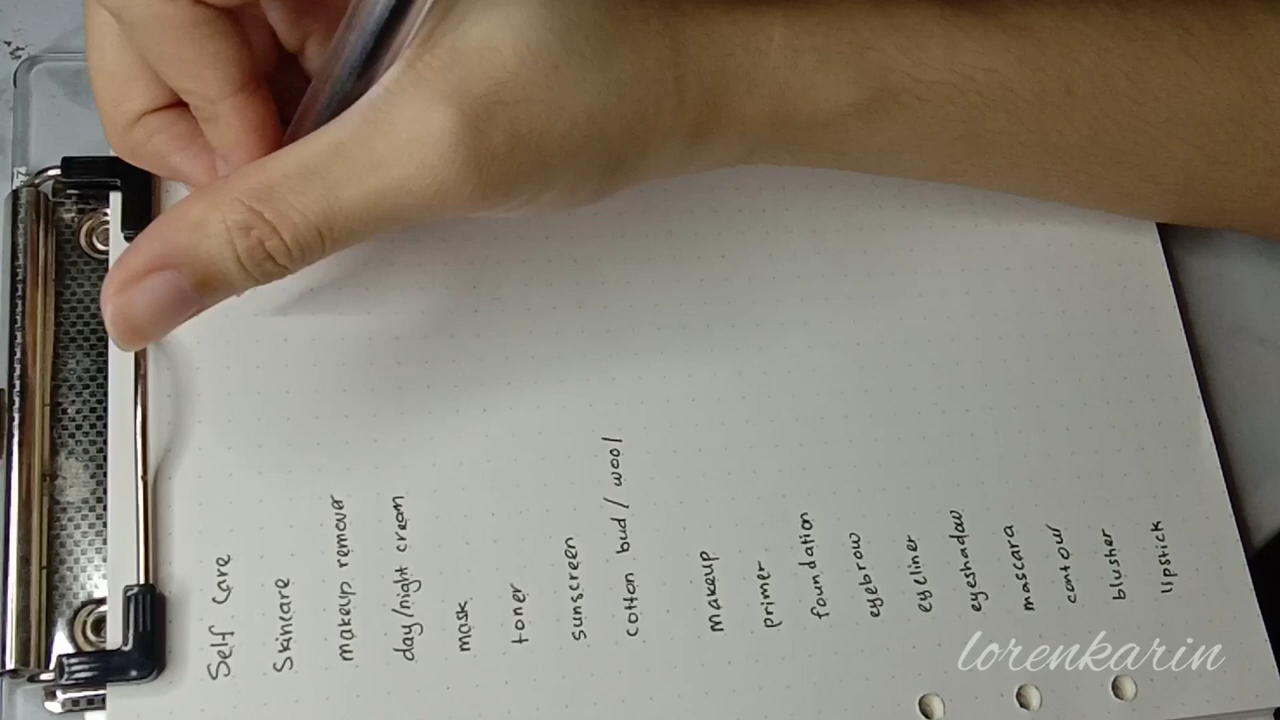 Self Care
Skincare
makeup remover
day/night cream
mask
toner
sunscreen
cotton bud / wool
makeup
primer
foundation
eyebrow
eyeliner
eyeshadow
mascara
contour
blusher
lipstick
lorenkarin